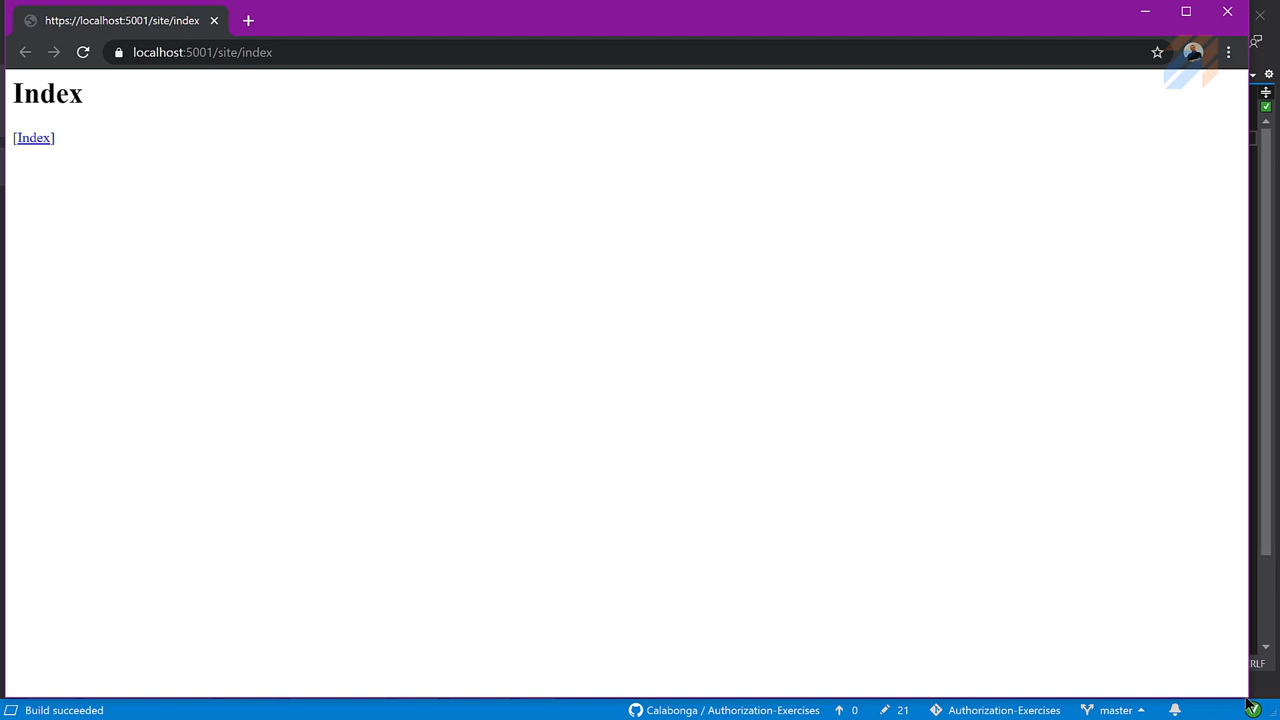 https://localhost:5001/site/index
localhost:5001/site/index
Index
[Index]
RLF
Build succeeded
Calabonga / Authorization-Exercises
0
21
Authorization-Exercises
master